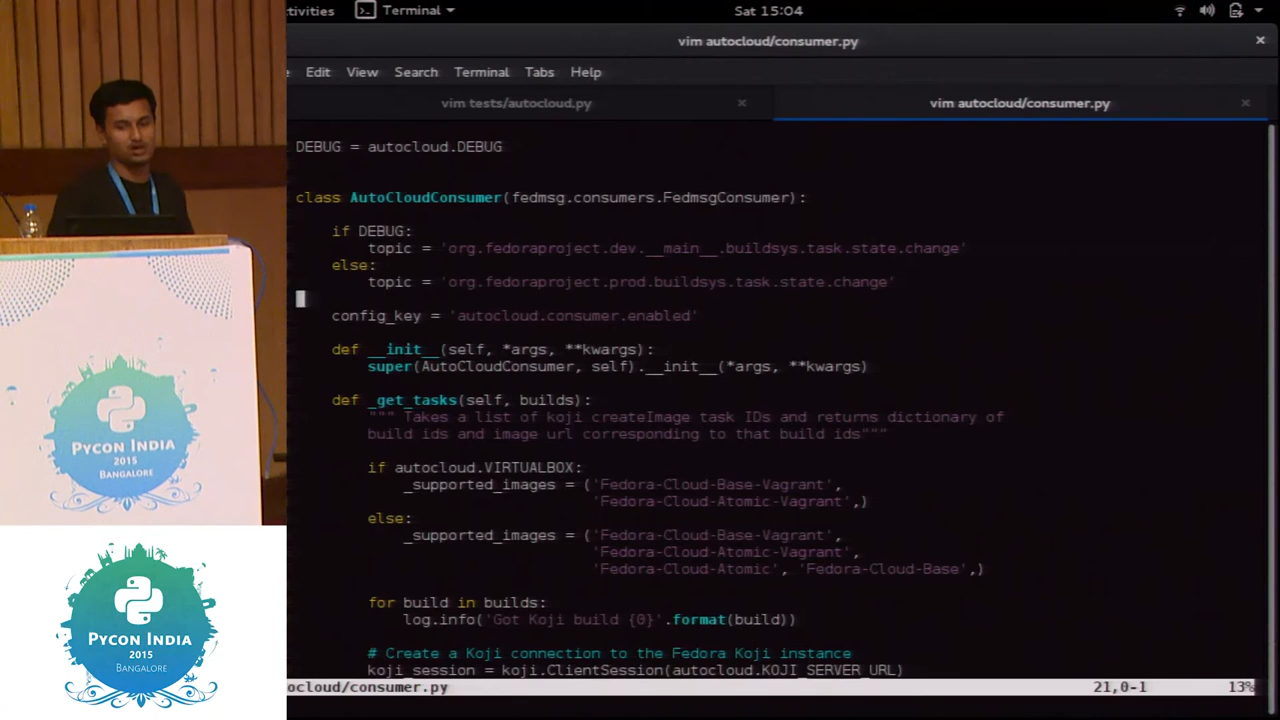 tivities
Terminal
Sat 15:04
vim autocloud/consumer.py
Edit View Search Terminal Tabs Help
vim tests/autocloud.py
vim autocloud/consumer.py
DEBUG = autocloud.DEBUG
class AutoCloudConsumer(fedmsg.consumers.FedmsgConsumer):
if DEBUG:
topic = 'org.fedoraproject.dev.__main__.buildsys.task.state.change'
else:
topic = 'org.fedoraproject.prod.buildsys.task.state.change'
config_key = 'autocloud.consumer.enabled'
def __init__(self, *args, **kwargs):
super(AutoCloudConsumer, self).__init__(*args, **kwargs)
def _get_tasks(self, builds):
""" Takes a list of koji createImage task IDs and returns dictionary of
build ids and image url corresponding to that build ids"""
if autocloud.VIRTUALBOX:
_supported_images = ('Fedora-Cloud-Base-Vagrant',
'Fedora-Cloud-Atomic-Vagrant',)
else:
_supported_images = ('Fedora-Cloud-Base-Vagrant',
'Fedora-Cloud-Atomic-Vagrant',
'Fedora-Cloud-Atomic', 'Fedora-Cloud-Base',)
for build in builds:
log.info('Got Koji build {0}'.format(build))
# Create a Koji connection to the Fedora Koji instance
koji_session = koji.ClientSession(autocloud.KOJI_SERVER_URL)
ocloud/consumer.py
21,0-1
13%
PYCON INDIA
2015
BANGALORE
PYCON INDIA
2015
BANGALORE